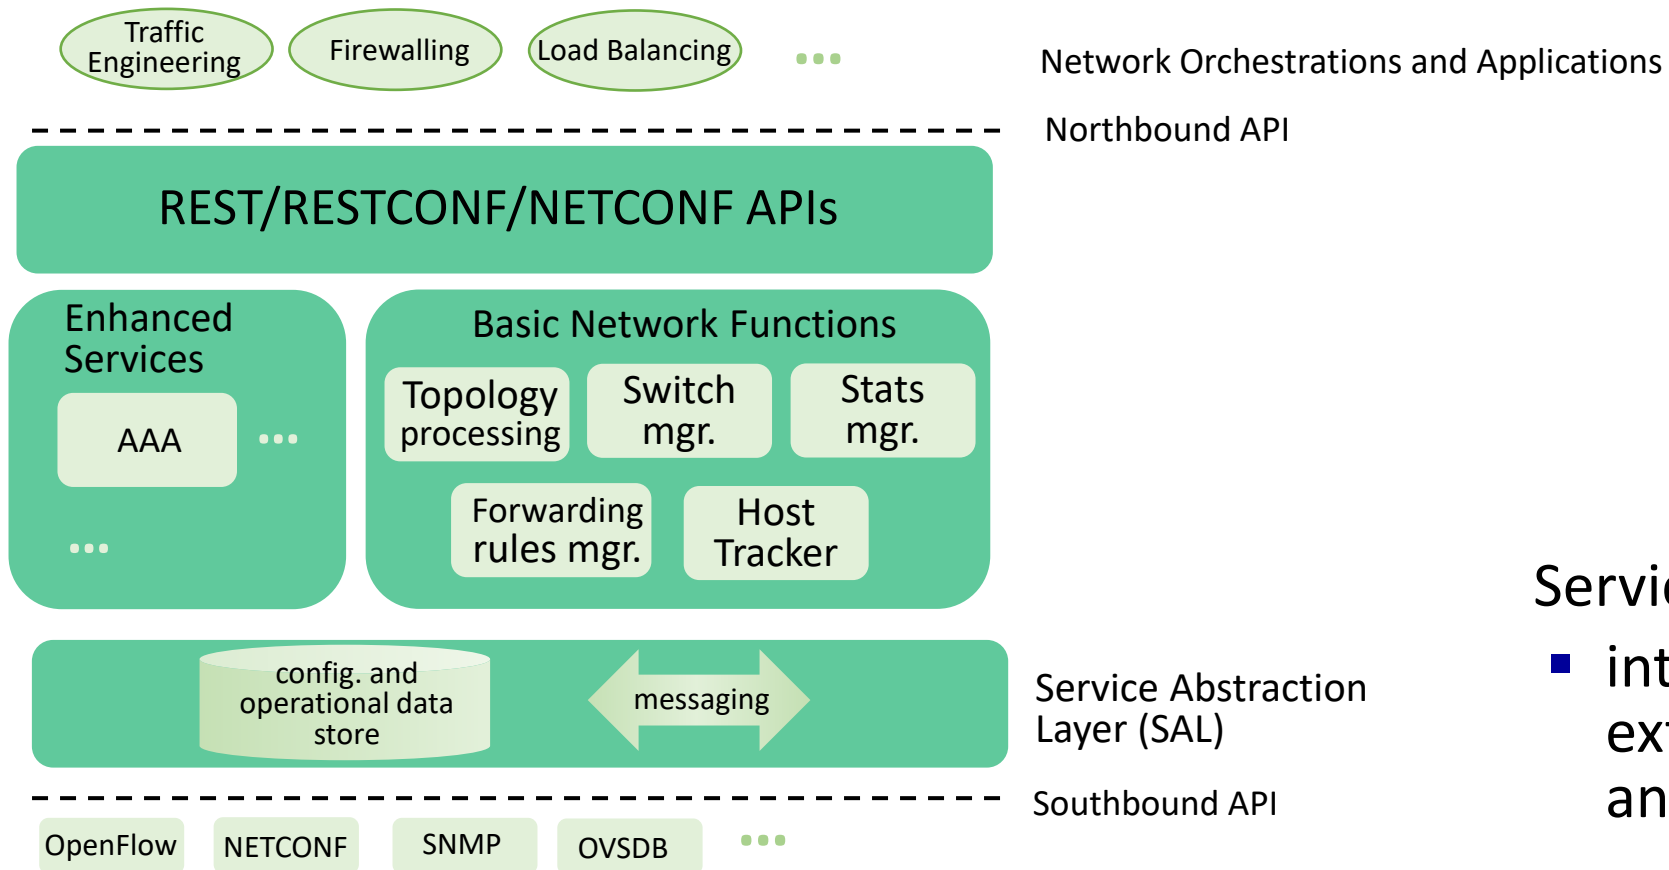 Traffic
Engineering
Firewalling
Load Balancing
...
Network Orchestrations and Applications
Northbound API
REST/RESTCONF/NETCONF APIs
Enhanced
Services
AAA
...
...
Basic Network Functions
Topology
processing
Switch
mgr.
Stats
mgr.
Forwarding
rules mgr.
Host
Tracker
config. and
operational data
store
messaging
Service Abstraction
Layer (SAL)
Southbound API
OpenFlow
NETCONF
SNMP
OVSDB
...